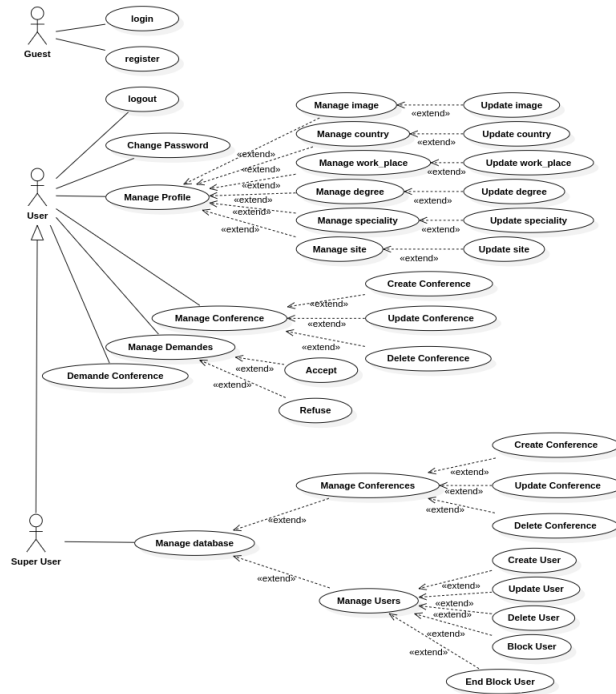 login
Guest
register
logout
Manage image
Update image
«extend»
Manage country
Update country
«extend»
Change Password
«extend»
Manage work_place
Update work_place
«extend»
«extend»
User
Manage Profile
«extend»
Manage degree
Update degree
«extend»
«extend»
«extend»
Manage speciality
Update speciality
«extend»
«extend»
Manage site
Update site
«extend»
Create Conference
«extend»
Manage Conference
Update Conference
«extend»
Manage Demandes
Delete Conference
«extend»
Accept
«extend»
Demande Conference
«extend»
Refuse
Create Conference
«extend»
Manage Conferences
Update Conference
«extend»
«extend»
Delete Conference
«extend»
Super User
Manage database
Create User
«extend»
«extend»
Update User
«extend»
Manage Users
Delete User
«extend»
«extend»
Block User
«extend»
End Block User